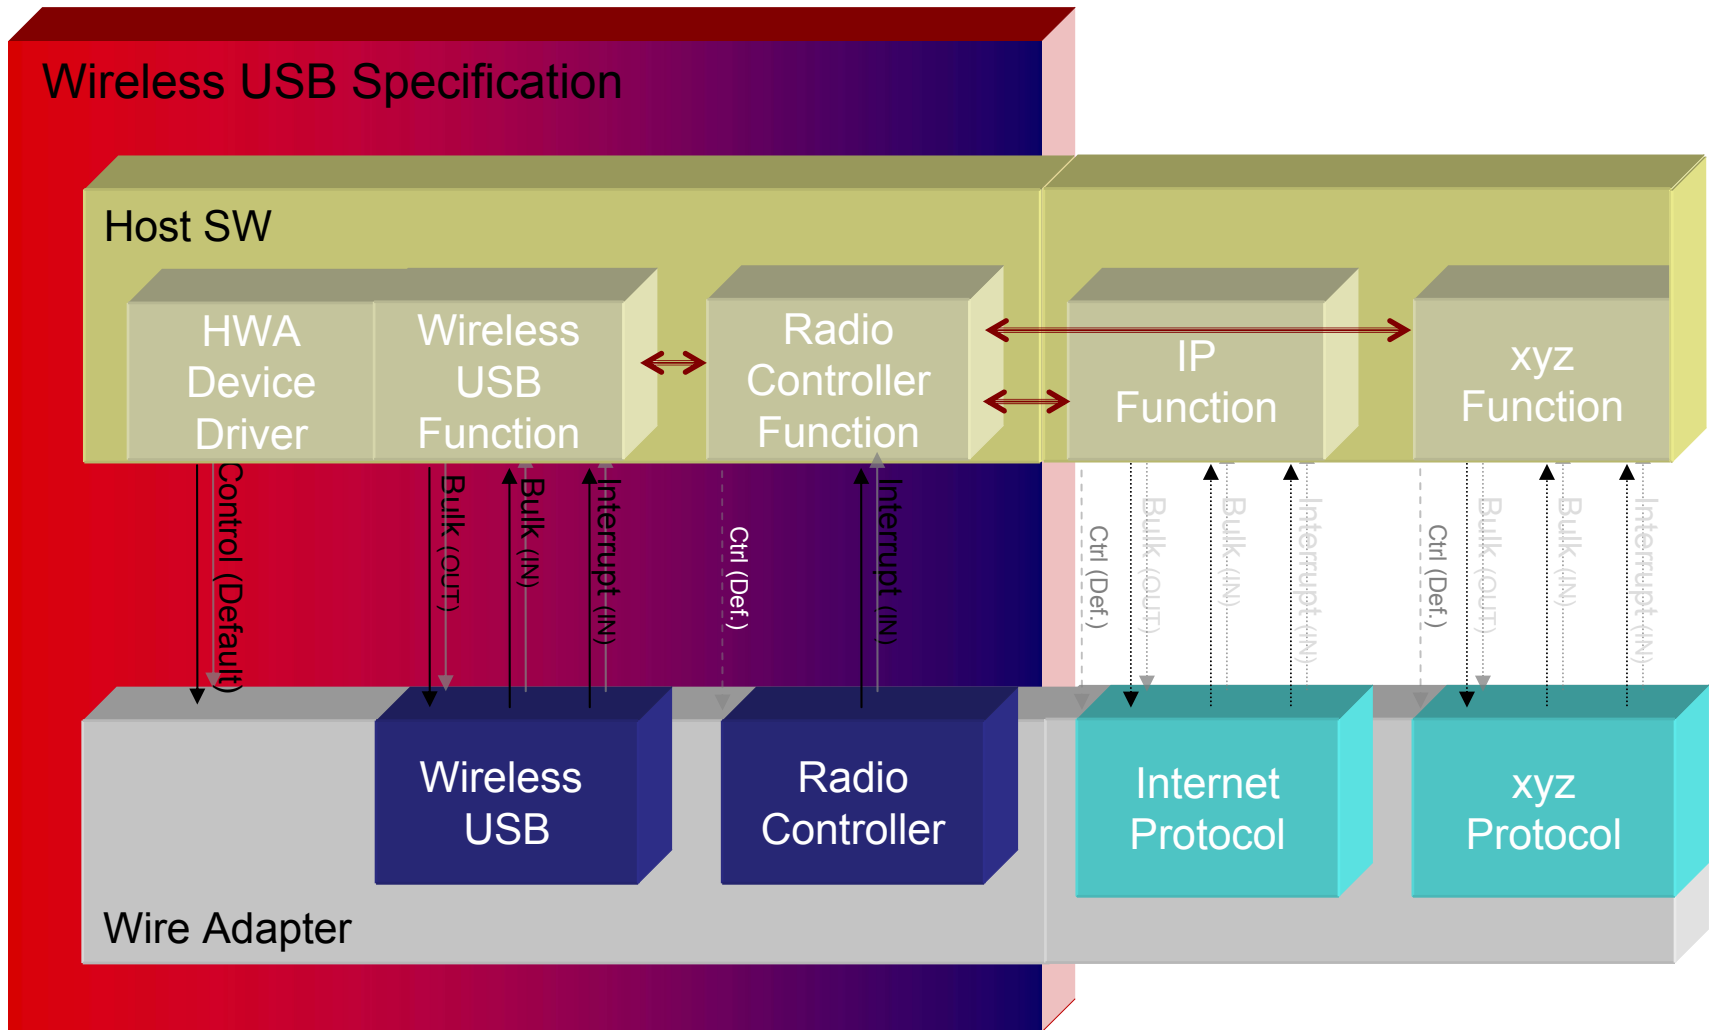 Wireless USB Specification
Host SW
HWA
Device
Driver
Wireless
USB
Function
Radio
Controller
Function
IP
Function
xyz
Function
Control (Default)
Bulk (OUT)
Bulk (IN)
Interrupt (IN)
Ctrl (Def.)
Interrupt (IN)
Ctrl (Def.)
Bulk (OUT)
Bulk (IN)
Interrupt (IN)
Ctrl (Def.)
Bulk (OUT)
Bulk (IN)
Interrupt (IN)
Wireless
USB
Radio
Controller
Internet
Protocol
xyz
Protocol
Wire Adapter